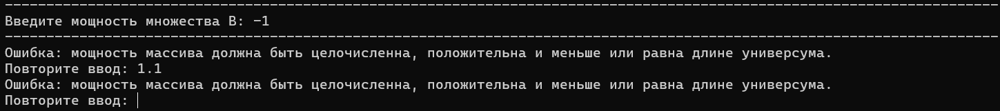 Введите мощность множества B: -1
Ошибка: мощность массива должна быть целочисленна, положительна и меньше или равна длине универсума.
Повторите ввод: 1.1
Ошибка: мощность массива должна быть целочисленна, положительна и меньше или равна длине универсума.
Повторите ввод: